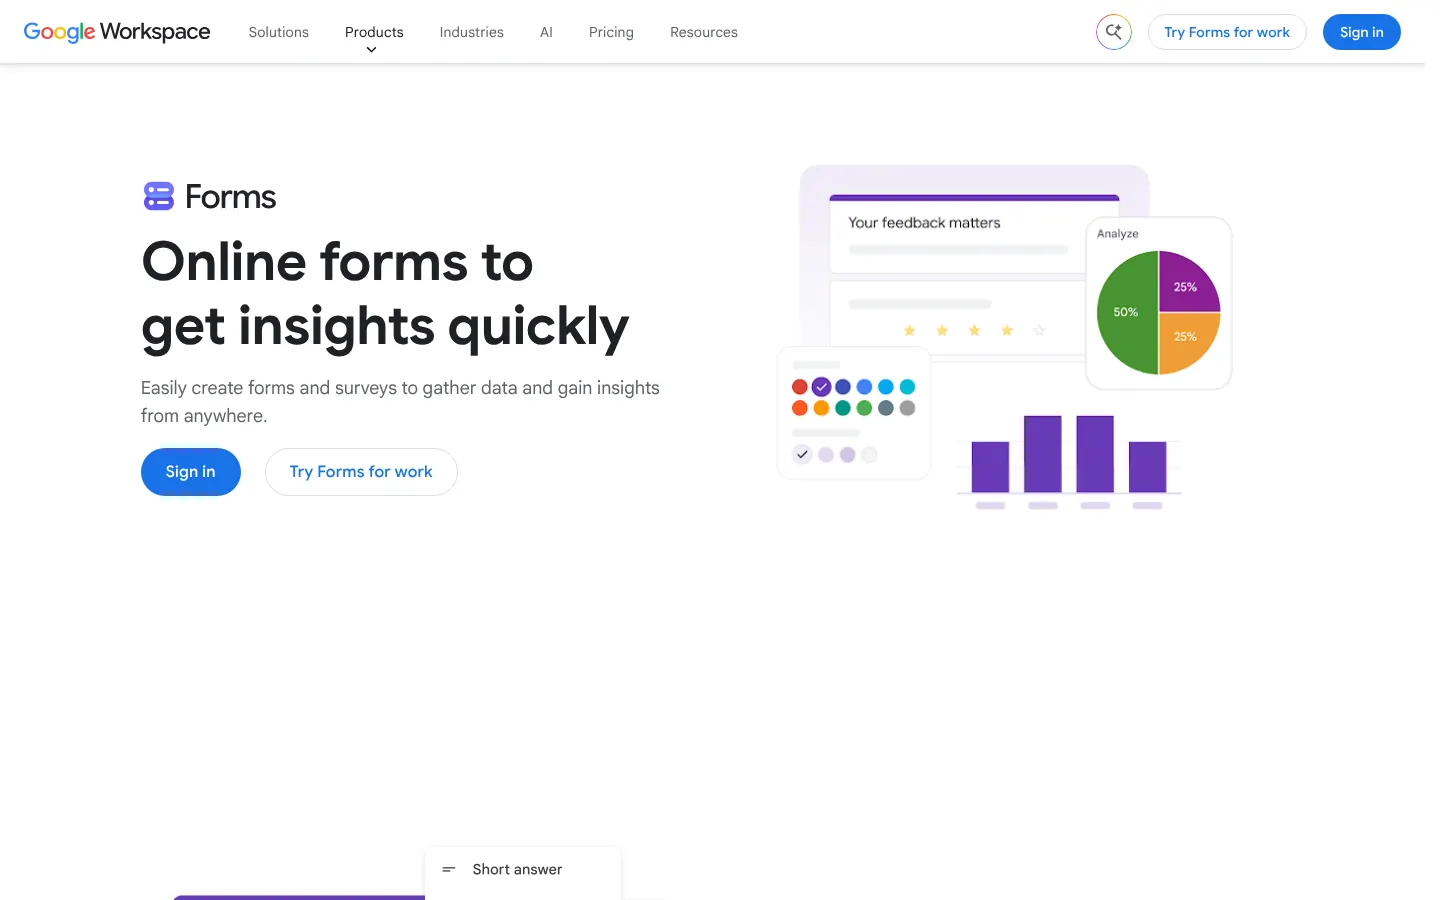 Google Workspace
Solutions
Products
Industries
AI
Pricing
Resources
Try Forms for work
Sign in
Forms
Online forms to
get insights quickly
Easily create forms and surveys to gather data and gain insights
from anywhere.
Sign in
Try Forms for work
Your feedback matters
Analyze
50%
25%
25%
Short answer